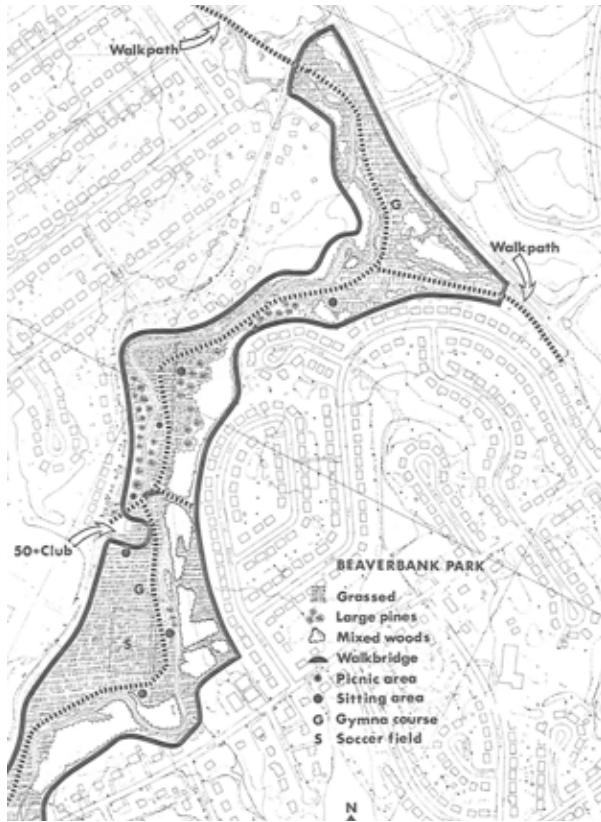 Walkpath
G
Walkpath
50+Club
G
S
BEAVERBANK PARK
Grassed
Large pines
Mixed woods
Walkbridge
Picnic area
Sitting area
G Gymna course
S Soccer field
N